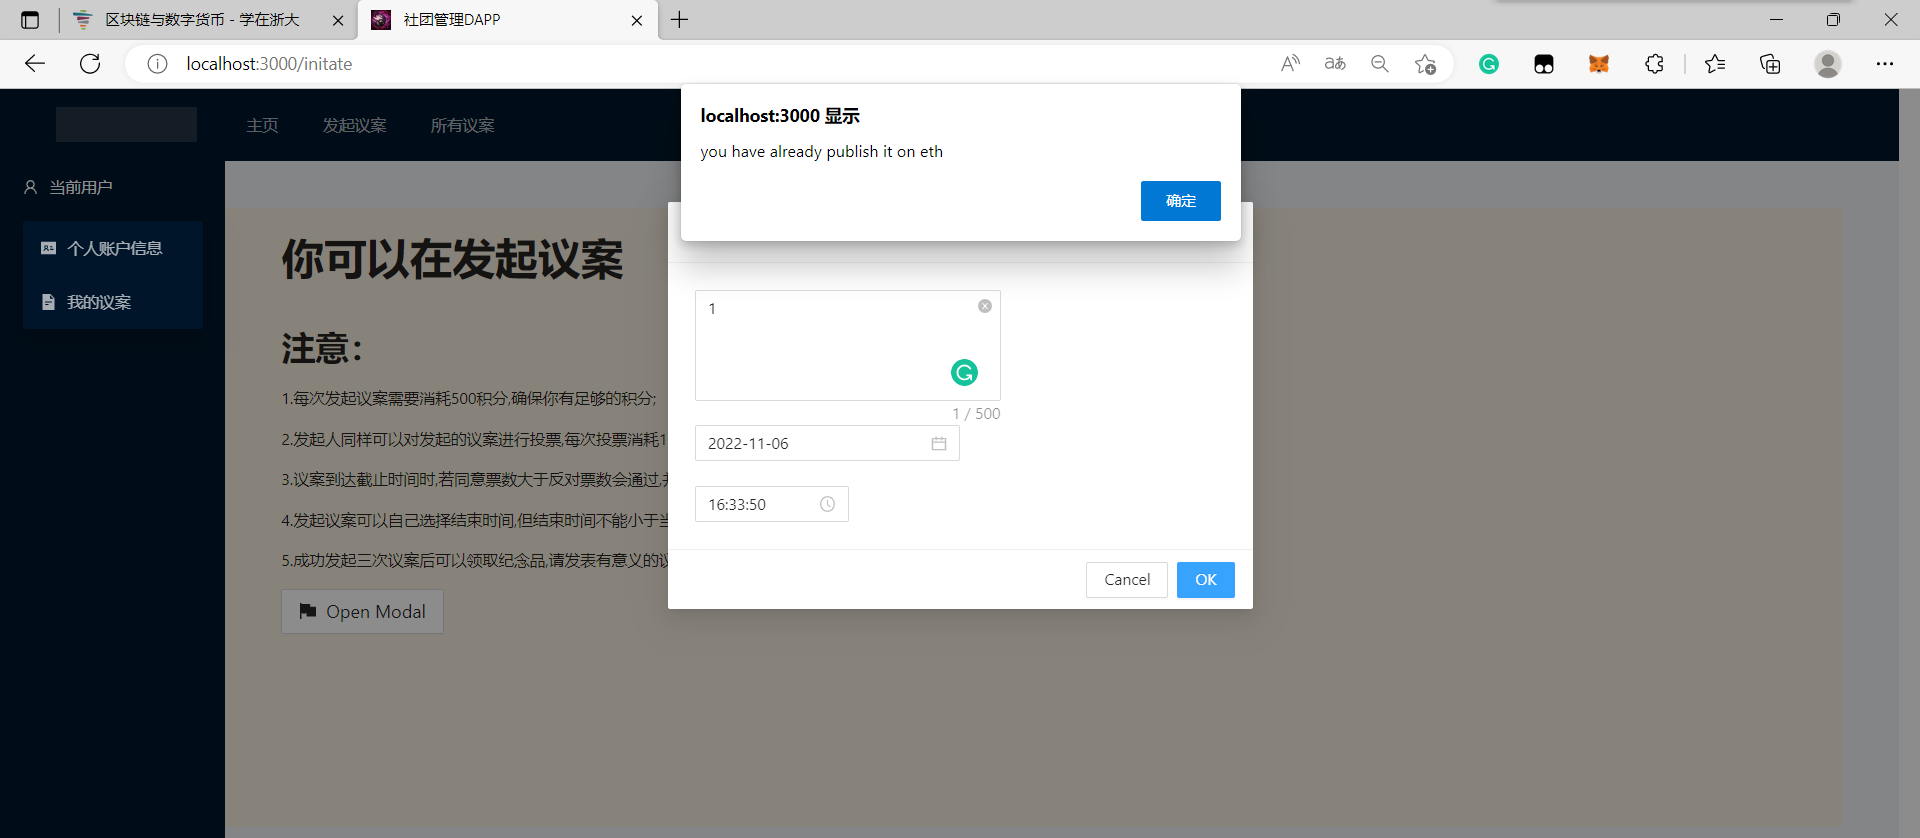 区块链与数字货币 - 学在浙大
社团管理DAPP
localhost:3000/initate
主页
发起议案
所有议案
localhost:3000 显示
you have already publish it on eth
确定
当前用户
个人账户信息
我的议案
你可以在发起议案
注意：
1.每次发起议案需要消耗500积分,确保你有足够的积分;
2.发起人同样可以对发起的议案进行投票,每次投票消耗1
3.议案到达截止时间时,若同意票数大于反对票数会通过,
4.发起议案可以自己选择结束时间,但结束时间不能小于当
5.成功发起三次议案后可以领取纪念品,请发表有意义的议
Open Modal
1
1 / 500
2022-11-06
16:33:50
Cancel
OK